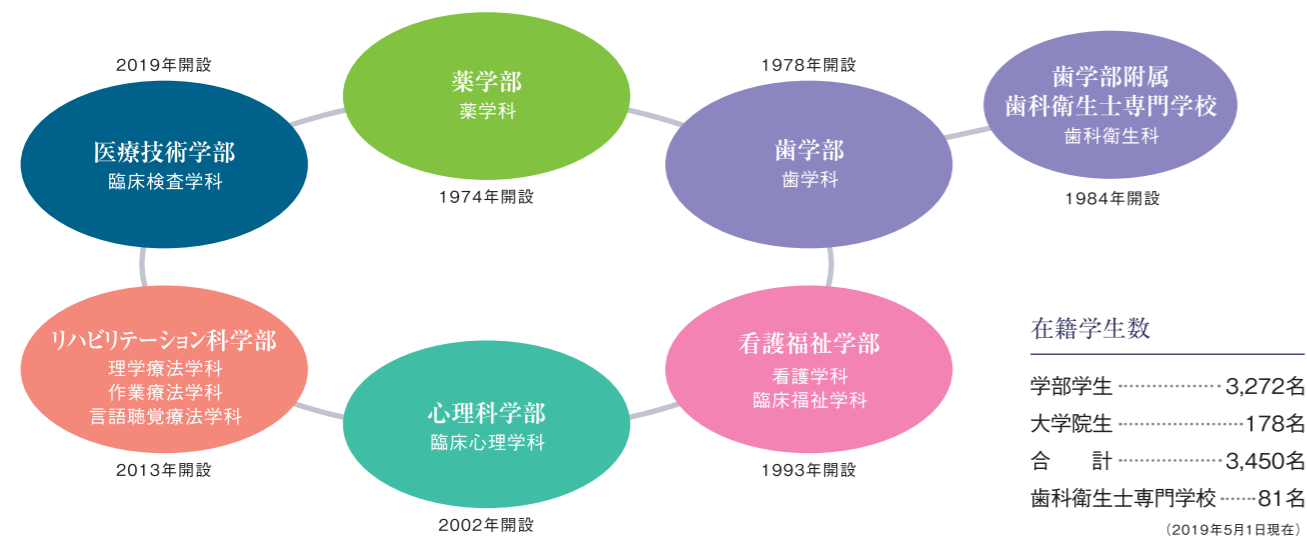 2019年開設
医療技術学部
臨床検査学科
薬学部
薬学科
1974年開設
1978年開設
歯学部
歯学科
歯学部附属
歯科衛生士専門学校
歯科衛生科
1984年開設
リハビリテーション科学部
理学療法学科
作業療法学科
言語聴覚療法学科
2013年開設
心理科学部
臨床心理学科
2002年開設
看護福祉学部
看護学科
臨床福祉学科
1993年開設
在籍学生数
学部学生 ・・・・・・・・・・・・・・・・・ 3,272名
大学院生 ・・・・・・・・・・・・・・・・・・・・ 178名
合　　計 ・・・・・・・・・・・・・・・・・ 3,450名
歯科衛生士専門学校 ・・・・・・ 81名
（2019年5月1日現在）